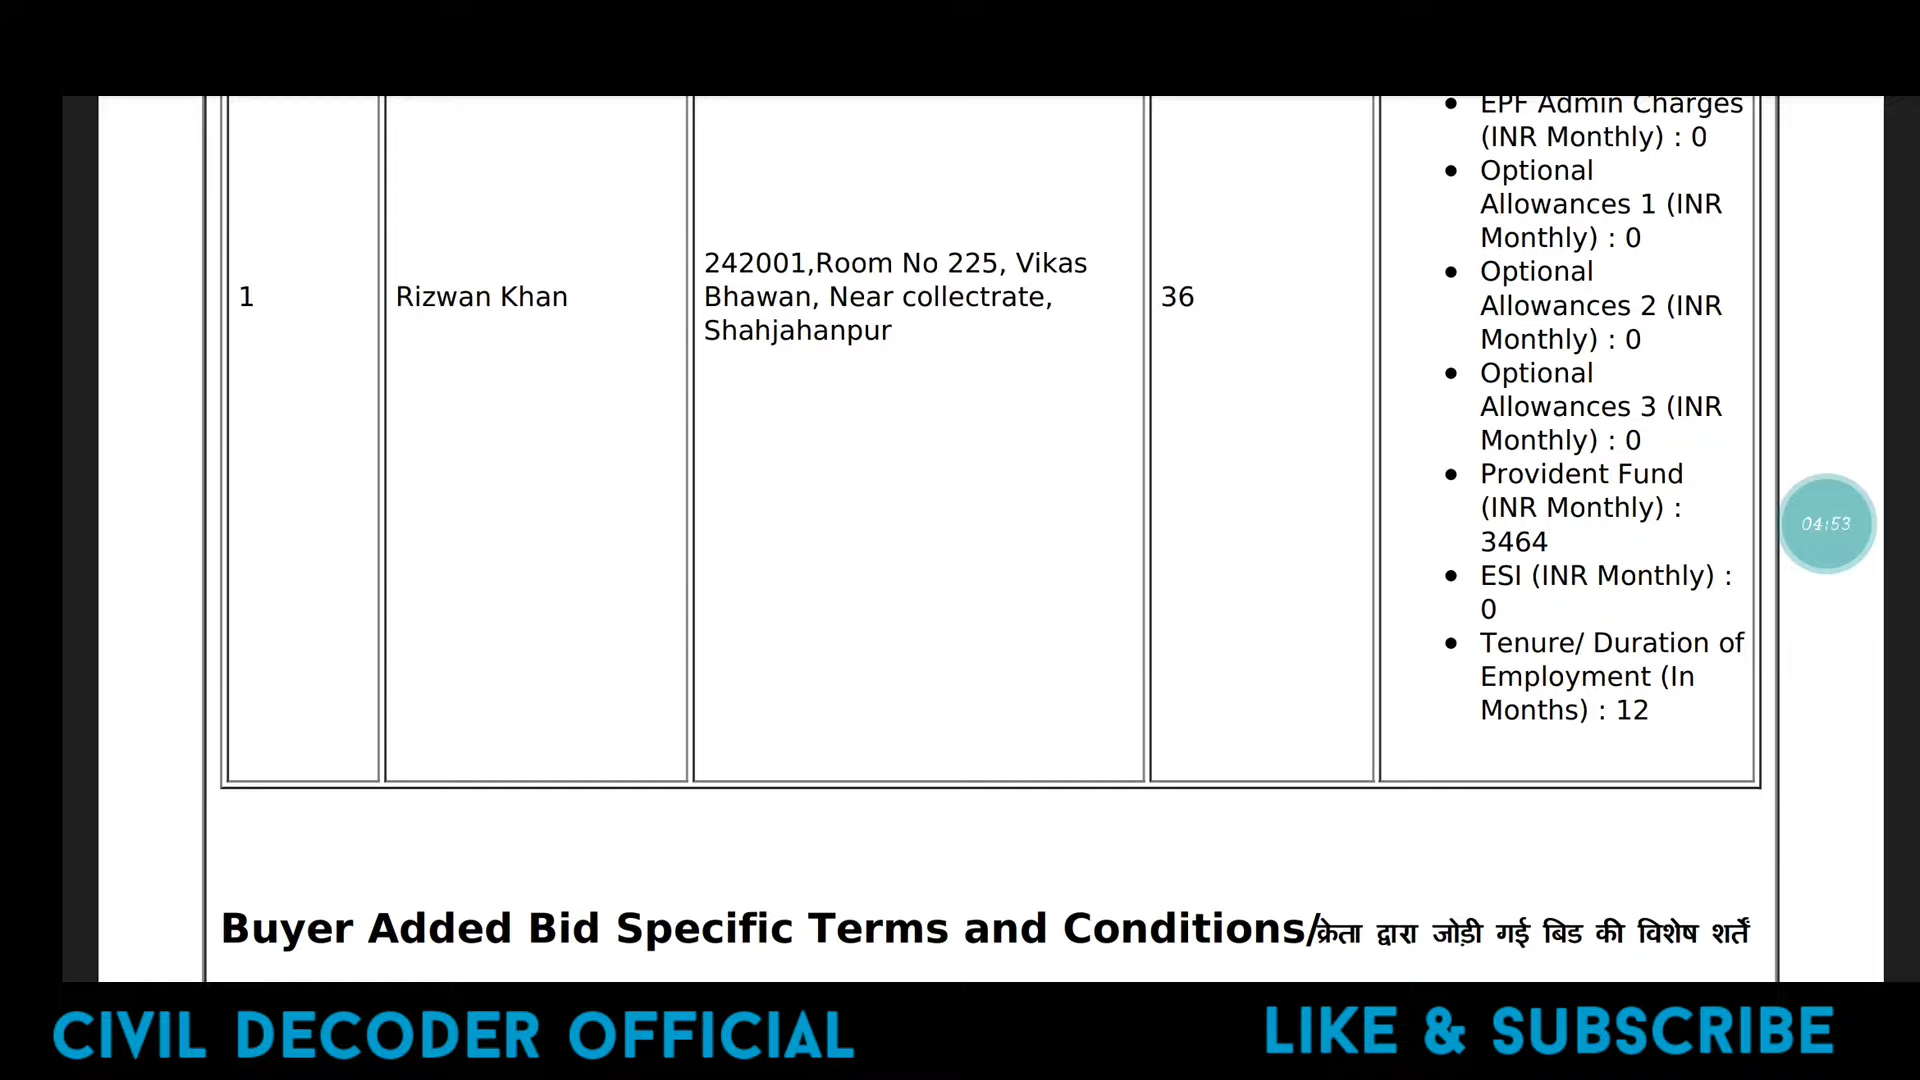 EPF Admin Charges
(INR Monthly) : 0
Optional
Allowances 1 (INR
Monthly) : 0
Optional
Allowances 2 (INR
Monthly) : 0
Optional
Allowances 3 (INR
Monthly) : 0
Provident Fund
(INR Monthly) :
3464
ESI (INR Monthly) :
0
Tenure/ Duration of
Employment (In
Months) : 12
1
Rizwan Khan
242001,Room No 225, Vikas
Bhawan, Near collectrate,
Shahjahanpur
36
04:53
Buyer Added Bid Specific Terms and Conditions/क्रेता द्वारा जोड़ी गई बिड की विशेष शर्तें
CIVIL DECODER OFFICIAL
LIKE & SUBSCRIBE